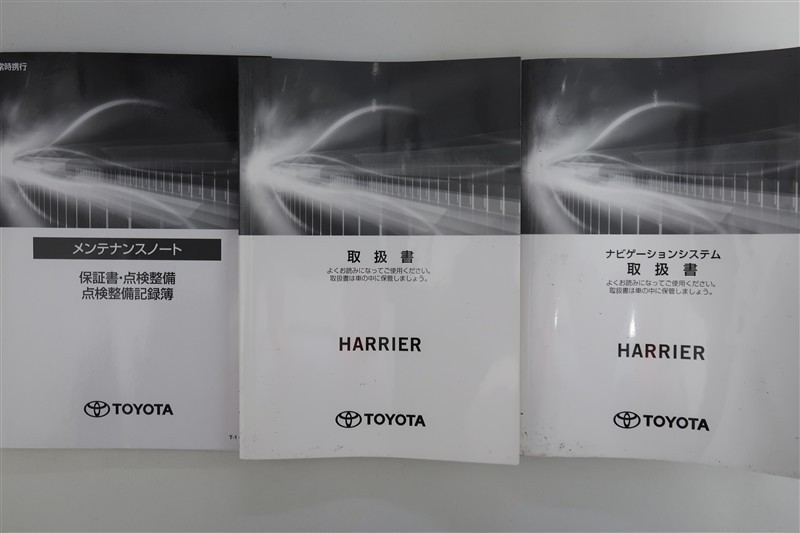 常時携行
メンテナンスノート
保証書・点検整備
点検整備記録簿
TOYOTA
T-1
取扱書
よくお読みになってご使用ください。
取扱書は車の中に保管しましょう。
HARRIER
TOYOTA
ナビゲーションシステム
取扱書
よくお読みになってご使用ください。
取扱書は車の中に保管しましょう。
HARRIER
TOYOTA